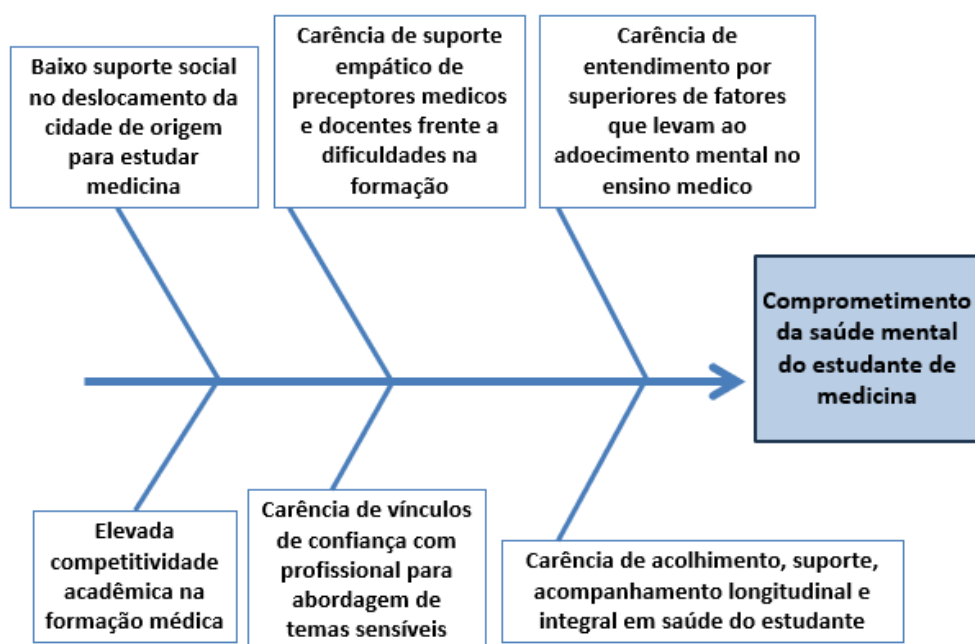 Baixo suporte social
no deslocamento da
cidade de origem
para estudar
medicina
Carência de suporte
empático de
preceptores medicos
e docentes frente a
dificuldades na
formação
Carência de
entendimento por
superiores de fatores
que levam ao
adoecimento mental no
ensino medico
Comprometimento
da saúde mental
do estudante de
medicina
Elevada
competitividade
acadêmica na
formação médica
Carência de vínculos
de confiança com
profissional para
abordagem de
temas sensíveis
Carência de acolhimento, suporte,
acompanhamento longitudinal e
integral em saúde do estudante